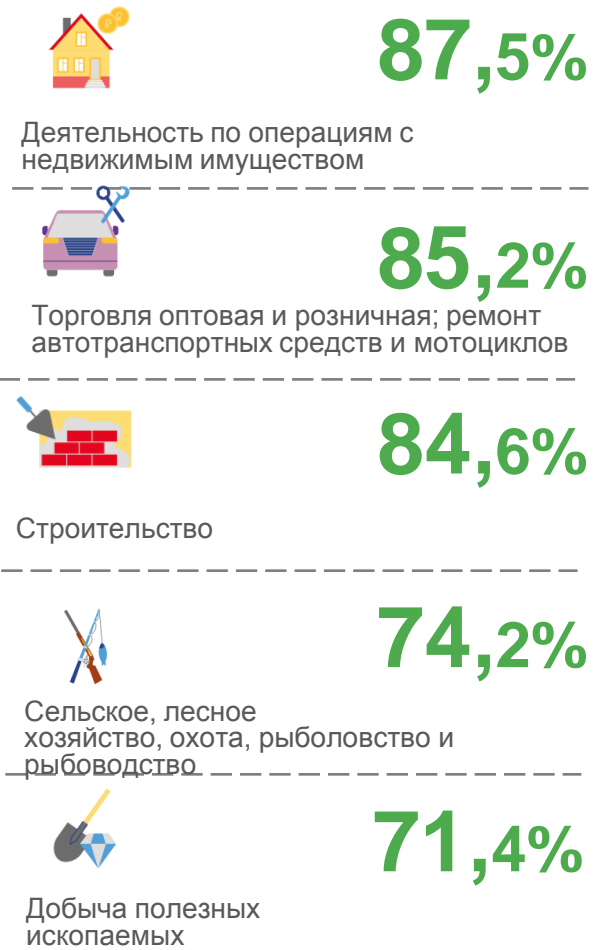 87,5%
Деятельность по операциям с
недвижимым имуществом
85,2%
Торговля оптовая и розничная; ремонт
автотранспортных средств и мотоциклов
84,6%
Строительство
74,2%
Сельское, лесное
хозяйство, охота, рыболовство и
рыбоводство
71,4%
Добыча полезных
ископаемых